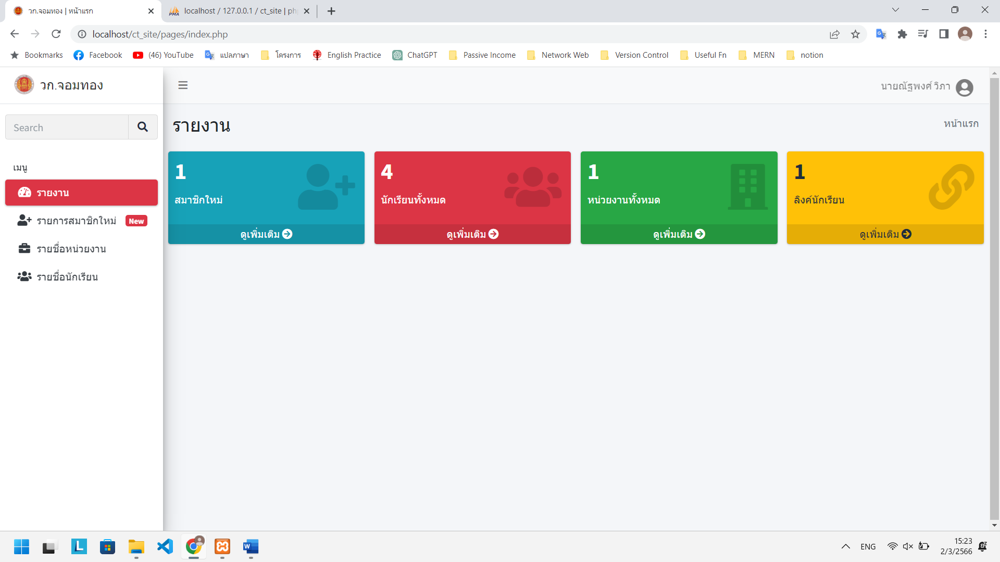 วก.จอมทอง | หน้าแรก
localhost / 127.0.0.1 / ct_site | ph
localhost/ct_site/pages/index.php
Bookmarks Facebook (46) YouTube แปลภาษา โครงการ English Practice ChatGPT Passive Income Network Web Version Control Useful Fn MERN notion
วก.จอมทอง
นายณัฐพงศ์ วิภา
Search
รายงาน
หน้าแรก
เมนู
รายงาน
รายการสมาชิกใหม่ New
รายชื่อหน่วยงาน
รายชื่อนักเรียน
1
สมาชิกใหม่
ดูเพิ่มเติม
4
นักเรียนทั้งหมด
ดูเพิ่มเติม
1
หน่วยงานทั้งหมด
ดูเพิ่มเติม
1
ลิงค์นักเรียน
ดูเพิ่มเติม
ENG
15:23
2/3/2566